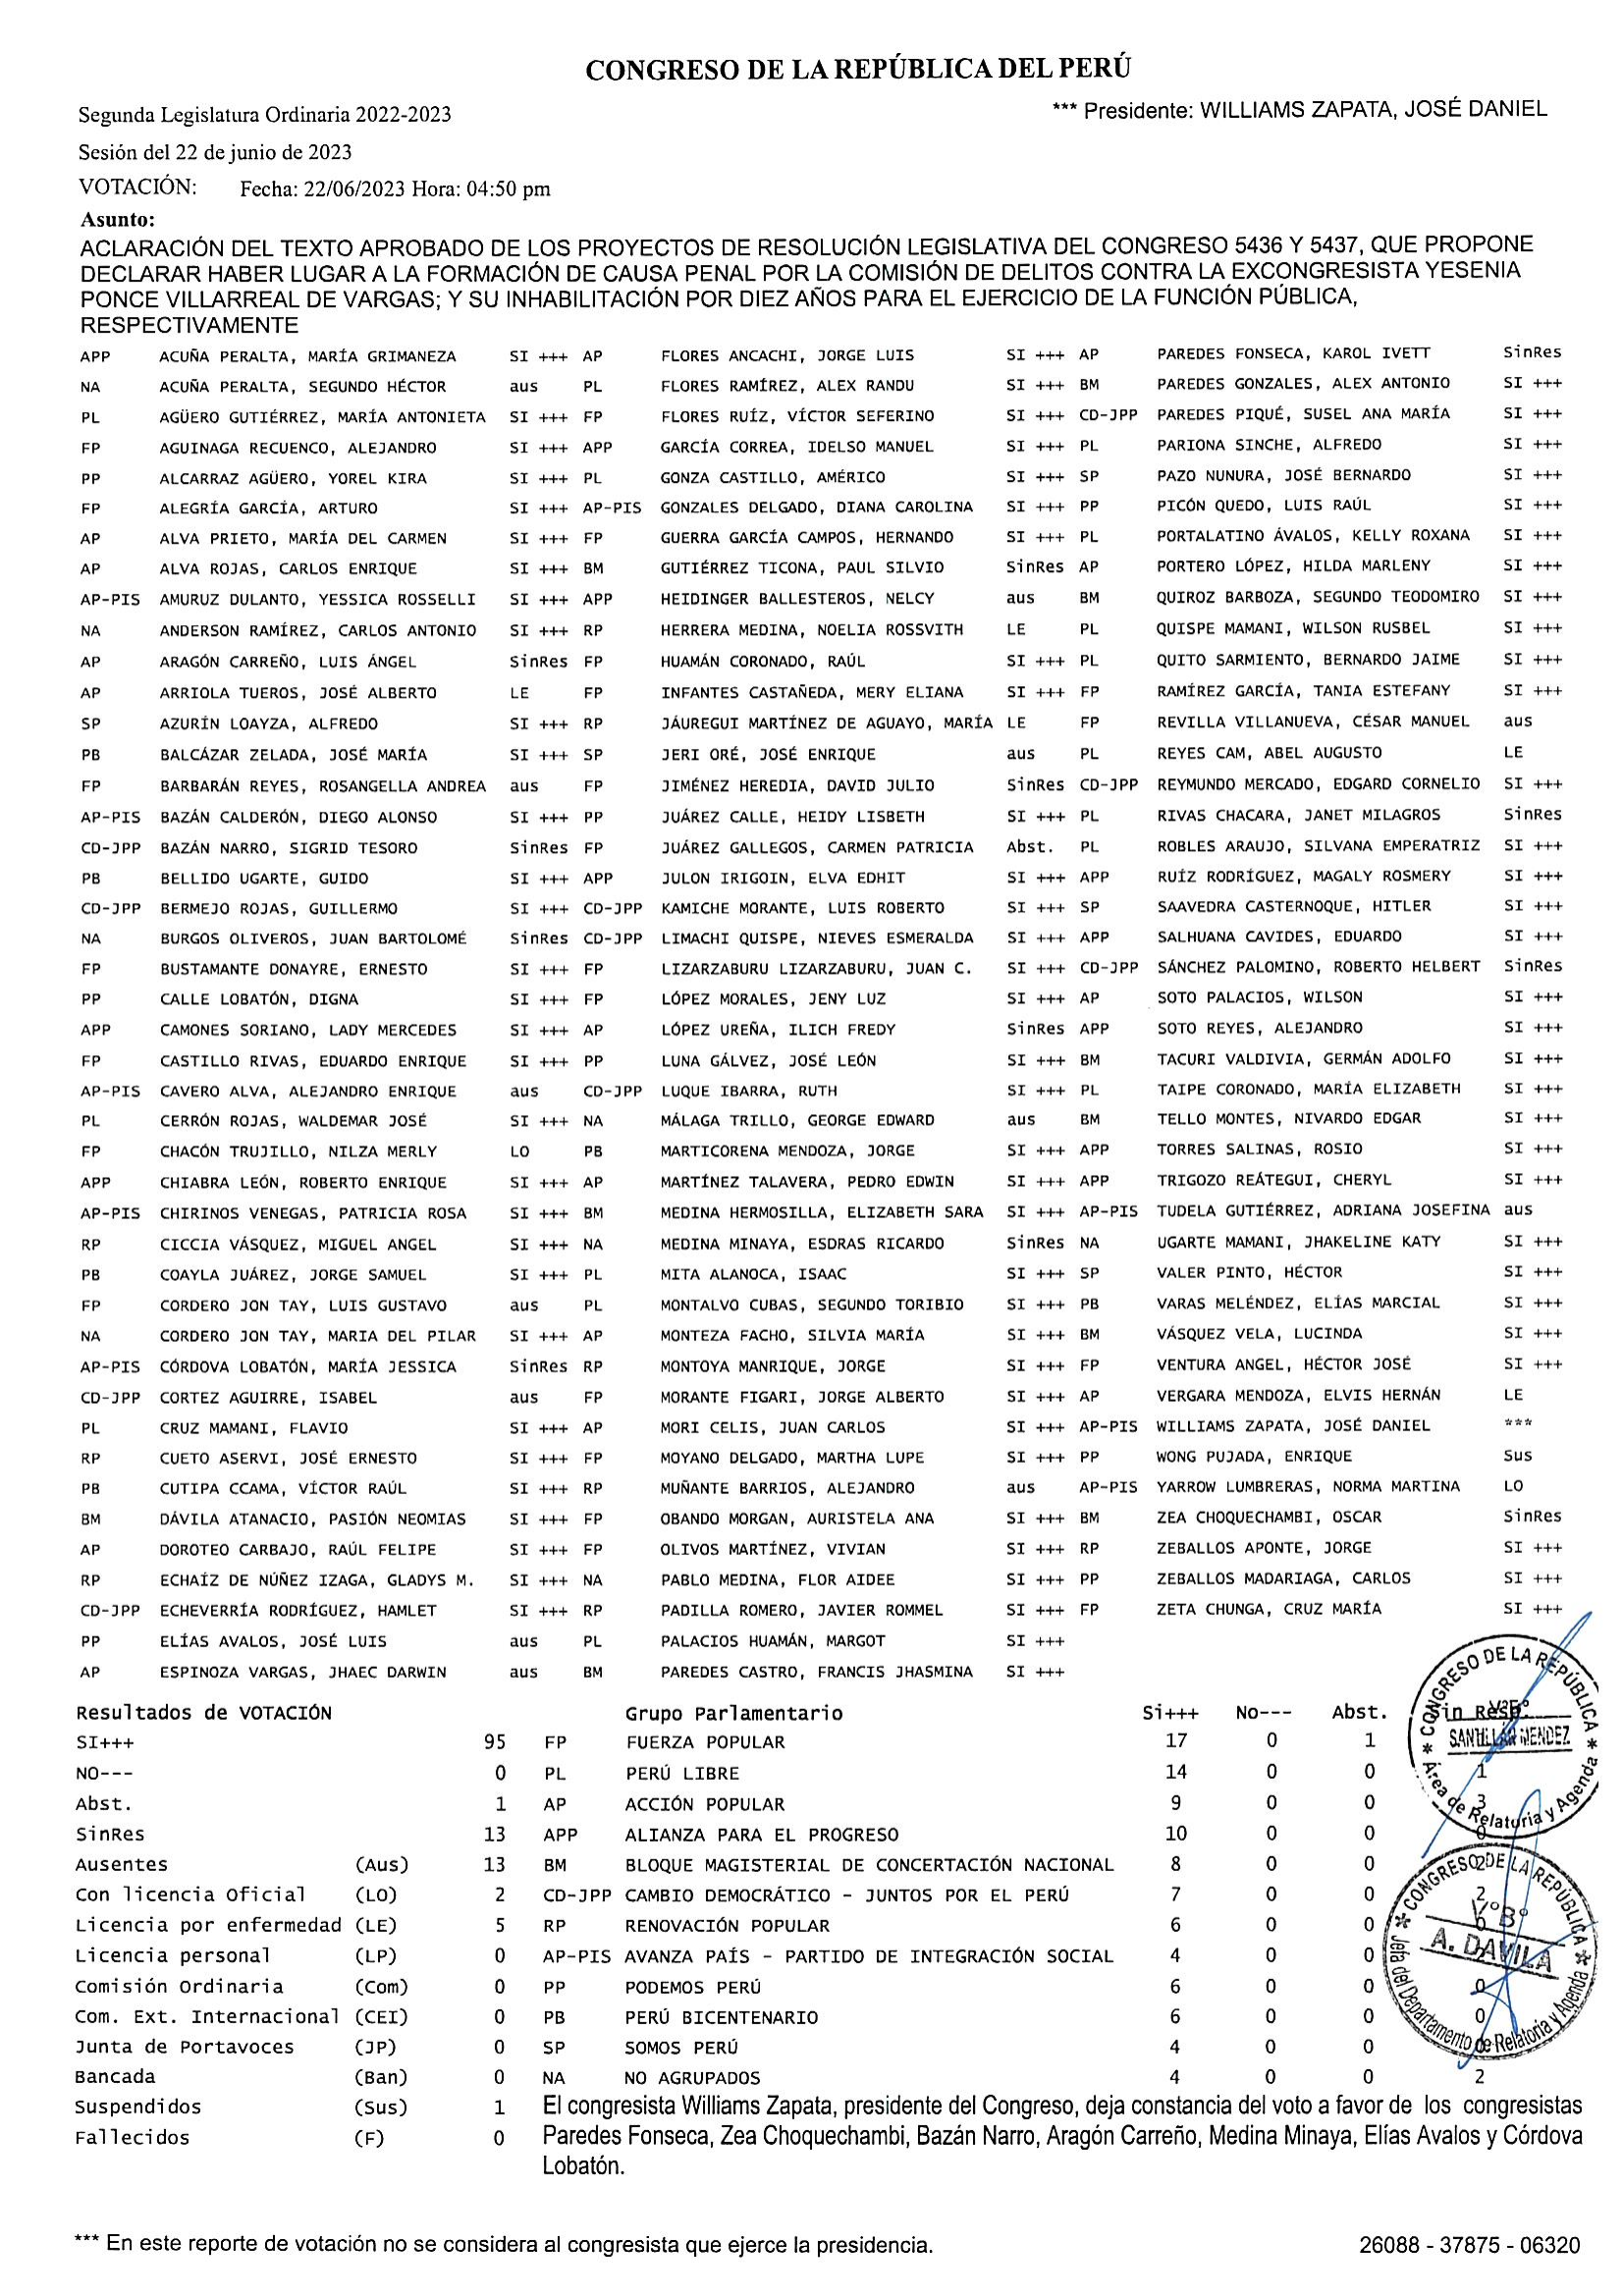 CONGRESO DE LA REPÚBLICA DEL PERÚ
Segunda Legislatura Ordinaria 2022-2023 *** Presidente: WILLIAMS ZAPATA, JOSÉ DANIEL
Sesión del 22 de junio de 2023
VOTACIÓN: Fecha: 22/06/2023 Hora: 04:50 pm
Asunto:
ACLARACIÓN DEL TEXTO APROBADO DE LOS PROYECTOS DE RESOLUCIÓN LEGISLATIVA DEL CONGRESO 5436 Y 5437, QUE PROPONE
DECLARAR HABER LUGAR A LA FORMACIÓN DE CAUSA PENAL POR LA COMISIÓN DE DELITOS CONTRA LA EXCONGRESISTA YESENIA
PONCE VILLARREAL DE VARGAS; Y SU INHABILITACIÓN POR DIEZ AÑOS PARA EL EJERCICIO DE LA FUNCIÓN PÚBLICA,
RESPECTIVAMENTE
APP ACUÑA PERALTA, MARÍA GRIMANEZA SI +++ AP FLORES ANCACHI, JORGE LUIS SI +++ AP PAREDES FONSECA, KAROL IVETT SinRes
NA ACUÑA PERALTA, SEGUNDO HÉCTOR aus PL FLORES RAMÍREZ, ALEX RANDU SI +++ BM PAREDES GONZALES, ALEX ANTONIO SI +++
PL AGÜERO GUTIÉRREZ, MARÍA ANTONIETA SI +++ FP FLORES RUÍZ, VÍCTOR SEFERINO SI +++ CD-JPP PAREDES PIQUÉ, SUSEL ANA MARÍA SI +++
FP AGUINAGA RECUENCO, ALEJANDRO SI +++ APP GARCÍA CORREA, IDELSO MANUEL SI +++ PL PARIONA SINCHE, ALFREDO SI +++
PP ALCARRAZ AGÜERO, YOREL KIRA SI +++ PL GONZA CASTILLO, AMÉRICO SI +++ SP PAZO NUNURA, JOSÉ BERNARDO SI +++
FP ALEGRÍA GARCÍA, ARTURO SI +++ AP-PIS GONZALES DELGADO, DIANA CAROLINA SI +++ PP PICÓN QUEDO, LUIS RAÚL SI +++
AP ALVA PRIETO, MARÍA DEL CARMEN SI +++ FP GUERRA GARCÍA CAMPOS, HERNANDO SI +++ PL PORTALATINO ÁVALOS, KELLY ROXANA SI +++
AP ALVA ROJAS, CARLOS ENRIQUE SI +++ BM GUTIÉRREZ TICONA, PAUL SILVIO SinRes AP PORTERO LÓPEZ, HILDA MARLENY SI +++
AP-PIS AMURUZ DULANTO, YESSICA ROSSELLI SI +++ APP HEIDINGER BALLESTEROS, NELCY aus BM QUIROZ BARBOZA, SEGUNDO TEODOMIRO SI +++
NA ANDERSON RAMÍREZ, CARLOS ANTONIO SI +++ RP HERRERA MEDINA, NOELIA ROSSVITH LE PL QUISPE MAMANI, WILSON RUSBEL SI +++
AP ARAGÓN CARREÑO, LUIS ÁNGEL SinRes FP HUAMÁN CORONADO, RAÚL SI +++ PL QUITO SARMIENTO, BERNARDO JAIME SI +++
AP ARRIOLA TUEROS, JOSÉ ALBERTO LE FP INFANTES CASTAÑEDA, MERY ELIANA SI +++ FP RAMÍREZ GARCÍA, TANIA ESTEFANY SI +++
SP AZURÍN LOAYZA, ALFREDO SI +++ RP JÁUREGUI MARTÍNEZ DE AGUAYO, MARÍA LE FP REVILLA VILLANUEVA, CÉSAR MANUEL aus
PB BALCÁZAR ZELADA, JOSÉ MARÍA SI +++ SP JERI ORÉ, JOSÉ ENRIQUE aus PL REYES CAM, ABEL AUGUSTO LE
FP BARBARÁN REYES, ROSANGELLA ANDREA aus FP JIMÉNEZ HEREDIA, DAVID JULIO SinRes CD-JPP REYMUNDO MERCADO, EDGARD CORNELIO SI +++
AP-PIS BAZÁN CALDERÓN, DIEGO ALONSO SI +++ PP JUÁREZ CALLE, HEIDY LISBETH SI +++ PL RIVAS CHACARA, JANET MILAGROS SinRes
CD-JPP BAZÁN NARRO, SIGRID TESORO SinRes FP JUÁREZ GALLEGOS, CARMEN PATRICIA Abst. PL ROBLES ARAUJO, SILVANA EMPERATRIZ SI +++
PB BELLIDO UGARTE, GUIDO SI +++ APP JULON IRIGOIN, ELVA EDHIT SI +++ APP RUÍZ RODRÍGUEZ, MAGALY ROSMERY SI +++
CD-JPP BERMEJO ROJAS, GUILLERMO SI +++ CD-JPP KAMICHE MORANTE, LUIS ROBERTO SI +++ SP SAAVEDRA CASTERNOQUE, HITLER SI +++
NA BURGOS OLIVEROS, JUAN BARTOLOMÉ SinRes CD-JPP LIMACHI QUISPE, NIEVES ESMERALDA SI +++ APP SALHUANA CAVIDES, EDUARDO SI +++
FP BUSTAMANTE DONAYRE, ERNESTO SI +++ FP LIZARZABURU LIZARZABURU, JUAN C. SI +++ CD-JPP SÁNCHEZ PALOMINO, ROBERTO HELBERT SinRes
PP CALLE LOBATÓN, DIGNA SI +++ FP LÓPEZ MORALES, JENY LUZ SI +++ AP SOTO PALACIOS, WILSON SI +++
APP CAMONES SORIANO, LADY MERCEDES SI +++ AP LÓPEZ UREÑA, ILICH FREDY SinRes APP SOTO REYES, ALEJANDRO SI +++
FP CASTILLO RIVAS, EDUARDO ENRIQUE SI +++ PP LUNA GÁLVEZ, JOSÉ LEÓN SI +++ BM TACURI VALDIVIA, GERMÁN ADOLFO SI +++
AP-PIS CAVERO ALVA, ALEJANDRO ENRIQUE aus CD-JPP LUQUE IBARRA, RUTH SI +++ PL TAIPE CORONADO, MARÍA ELIZABETH SI +++
PL CERRÓN ROJAS, WALDEMAR JOSÉ SI +++ NA MÁLAGA TRILLO, GEORGE EDWARD aus BM TELLO MONTES, NIVARDO EDGAR SI +++
FP CHACÓN TRUJILLO, NILZA MERLY LO PB MARTICORENA MENDOZA, JORGE SI +++ APP TORRES SALINAS, ROSIO SI +++
APP CHIABRA LEÓN, ROBERTO ENRIQUE SI +++ AP MARTÍNEZ TALAVERA, PEDRO EDWIN SI +++ APP TRIGOZO REÁTEGUI, CHERYL SI +++
AP-PIS CHIRINOS VENEGAS, PATRICIA ROSA SI +++ BM MEDINA HERMOSILLA, ELIZABETH SARA SI +++ AP-PIS TUDELA GUTIÉRREZ, ADRIANA JOSEFINA aus
RP CICCIA VÁSQUEZ, MIGUEL ANGEL SI +++ NA MEDINA MINAYA, ESDRAS RICARDO SinRes NA UGARTE MAMANI, JHAKELINE KATY SI +++
PB COAYLA JUÁREZ, JORGE SAMUEL SI +++ PL MITA ALANOCA, ISAAC SI +++ SP VALER PINTO, HÉCTOR SI +++
FP CORDERO JON TAY, LUIS GUSTAVO aus PL MONTALVO CUBAS, SEGUNDO TORIBIO SI +++ PB VARAS MELÉNDEZ, ELÍAS MARCIAL SI +++
NA CORDERO JON TAY, MARIA DEL PILAR SI +++ AP MONTEZA FACHO, SILVIA MARÍA SI +++ BM VÁSQUEZ VELA, LUCINDA SI +++
AP-PIS CÓRDOVA LOBATÓN, MARÍA JESSICA SinRes RP MONTOYA MANRIQUE, JORGE SI +++ FP VENTURA ANGEL, HÉCTOR JOSÉ SI +++
CD-JPP CORTEZ AGUIRRE, ISABEL aus FP MORANTE FIGARI, JORGE ALBERTO SI +++ AP VERGARA MENDOZA, ELVIS HERNÁN LE
PL CRUZ MAMANI, FLAVIO SI +++ AP MORI CELIS, JUAN CARLOS SI +++ AP-PIS WILLIAMS ZAPATA, JOSÉ DANIEL ***
RP CUETO ASERVI, JOSÉ ERNESTO SI +++ FP MOYANO DELGADO, MARTHA LUPE SI +++ PP WONG PUJADA, ENRIQUE Sus
PB CUTIPA CCAMA, VÍCTOR RAÚL SI +++ RP MUÑANTE BARRIOS, ALEJANDRO aus AP-PIS YARROW LUMBRERAS, NORMA MARTINA LO
BM DÁVILA ATANACIO, PASIÓN NEOMIAS SI +++ FP OBANDO MORGAN, AURISTELA ANA SI +++ BM ZEA CHOQUECHAMBI, OSCAR SinRes
AP DOROTEO CARBAJO, RAÚL FELIPE SI +++ FP OLIVOS MARTÍNEZ, VIVIAN SI +++ RP ZEBALLOS APONTE, JORGE SI +++
RP ECHAÍZ DE NÚÑEZ IZAGA, GLADYS M. SI +++ NA PABLO MEDINA, FLOR AIDEE SI +++ PP ZEBALLOS MADARIAGA, CARLOS SI +++
CD-JPP ECHEVERRÍA RODRÍGUEZ, HAMLET SI +++ RP PADILLA ROMERO, JAVIER ROMMEL SI +++ FP ZETA CHUNGA, CRUZ MARÍA SI +++
PP ELÍAS AVALOS, JOSÉ LUIS aus PL PALACIOS HUAMÁN, MARGOT SI +++
AP ESPINOZA VARGAS, JHAEC DARWIN aus BM PAREDES CASTRO, FRANCIS JHASMINA SI +++
Resultados de VOTACIÓN Grupo Parlamentario Si+++ No--- Abst. Sin Resp.
SI+++ 95 FP FUERZA POPULAR 17 0 1
NO--- 0 PL PERÚ LIBRE 14 0 0 1
Abst. 1 AP ACCIÓN POPULAR 9 0 0 3
SinRes 13 APP ALIANZA PARA EL PROGRESO 10 0 0 0
Ausentes (Aus) 13 BM BLOQUE MAGISTERIAL DE CONCERTACIÓN NACIONAL 8 0 0 2
Con licencia Oficial (LO) 2 CD-JPP CAMBIO DEMOCRÁTICO - JUNTOS POR EL PERÚ 7 0 0 2
Licencia por enfermedad (LE) 5 RP RENOVACIÓN POPULAR 6 0 0 0
Licencia personal (LP) 0 AP-PIS AVANZA PAÍS - PARTIDO DE INTEGRACIÓN SOCIAL 4 0 0
Comisión Ordinaria (Com) 0 PP PODEMOS PERÚ 6 0 0 0
Com. Ext. Internacional (CEI) 0 PB PERÚ BICENTENARIO 6 0 0 0
Junta de Portavoces (JP) 0 SP SOMOS PERÚ 4 0 0
Bancada (Ban) 0 NA NO AGRUPADOS 4 0 0 2
Suspendidos (Sus) 1
Fallecidos (F) 0
El congresista Williams Zapata, presidente del Congreso, deja constancia del voto a favor de los congresistas
Paredes Fonseca, Zea Choquechambi, Bazán Narro, Aragón Carreño, Medina Minaya, Elías Avalos y Córdova
Lobatón.
CONGRESO DE LA REPÚBLICA
SANTILLÁN MENDEZ
Área de Relatoria y Agenda
CONGRESO DE LA REPÚBLICA
V°B°
A. DAVILA
Jefa del Departamento de Relatoría y Agenda
*** En este reporte de votación no se considera al congresista que ejerce la presidencia. 26088 - 37875 - 06320